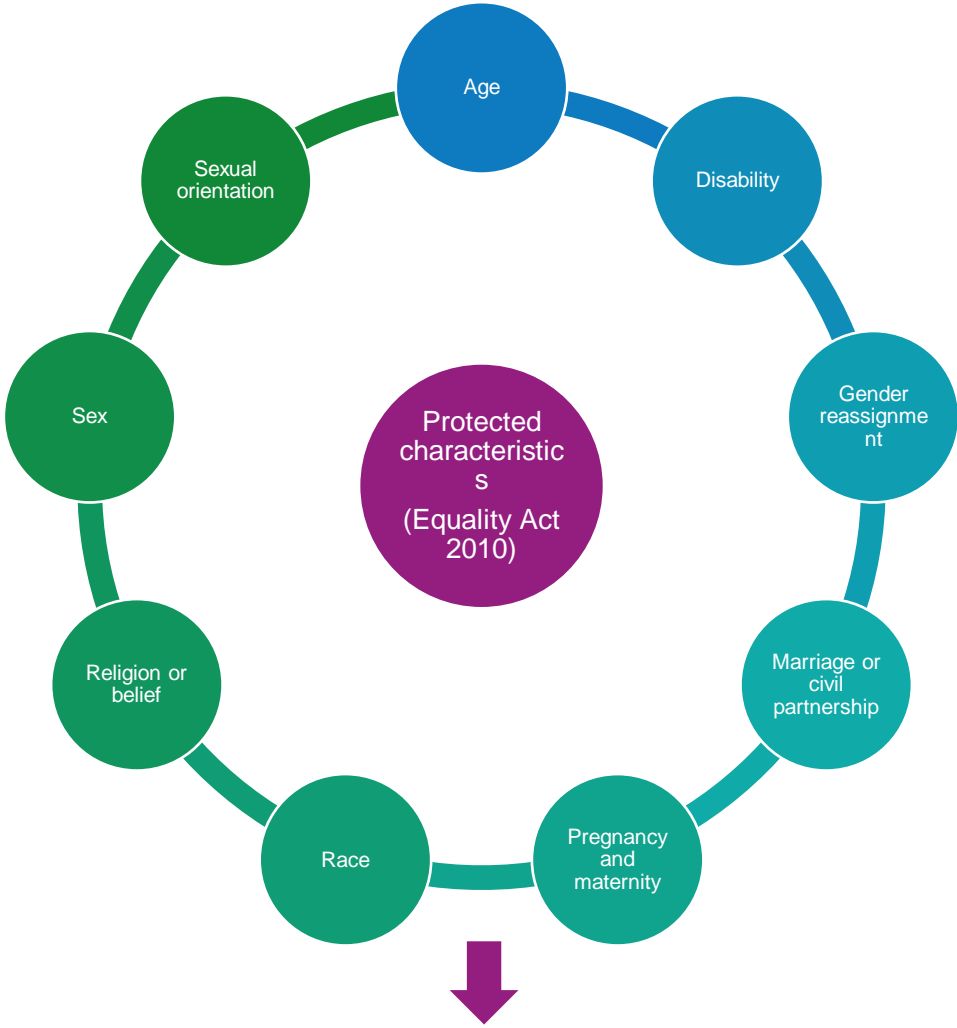 Age
Disability
Gender
reassignme
nt
Marriage or
civil
partnership
Pregnancy
and
maternity
Race
Religion or
belief
Sex
Sexual
orientation
Protected
characteristic
s
(Equality Act
2010)